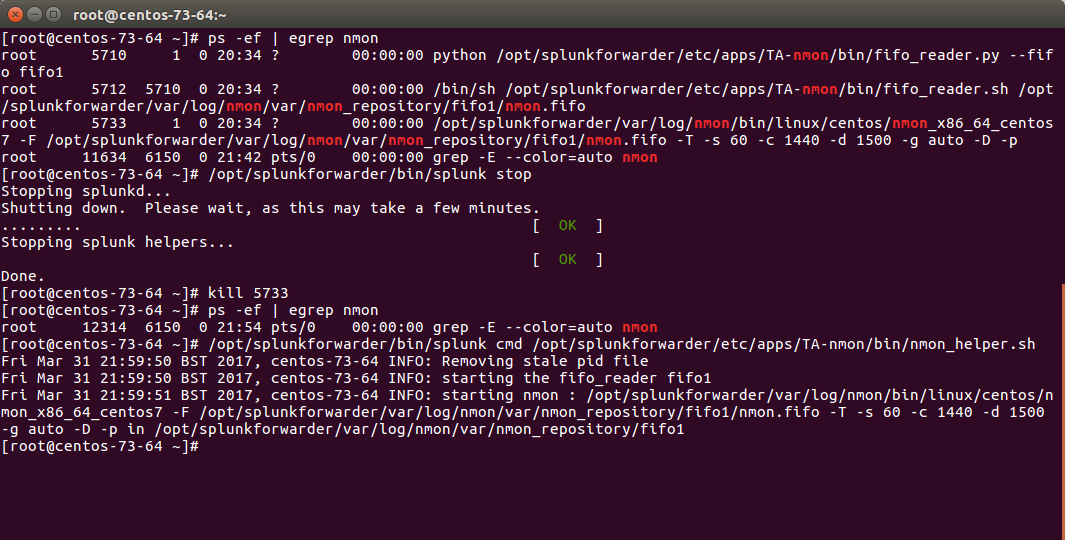 root@centos-73-64:~
[root@centos-73-64 ~]# ps -ef | egrep nmon
root      5710     1  0 20:34 ?        00:00:00 python /opt/splunkforwarder/etc/apps/TA-nmon/bin/fifo_reader.py --fif
o fifo1
root      5712  5710  0 20:34 ?        00:00:00 /bin/sh /opt/splunkforwarder/etc/apps/TA-nmon/bin/fifo_reader.sh /opt
/splunkforwarder/var/log/nmon/var/nmon_repository/fifo1/nmon.fifo
root      5733     1  0 20:34 ?        00:00:00 /opt/splunkforwarder/var/log/nmon/bin/linux/centos/nmon_x86_64_centos
7 -F /opt/splunkforwarder/var/log/nmon/var/nmon_repository/fifo1/nmon.fifo -T -s 60 -c 1440 -d 1500 -g auto -D -p
root     11634  6150  0 21:42 pts/0    00:00:00 grep -E --color=auto nmon
[root@centos-73-64 ~]# /opt/splunkforwarder/bin/splunk stop
Stopping splunkd...
Shutting down.  Please wait, as this may take a few minutes.
.........                                                  [  OK  ]
Stopping splunk helpers...
                                                           [  OK  ]
Done.
[root@centos-73-64 ~]# kill 5733
[root@centos-73-64 ~]# ps -ef | egrep nmon
root     12314  6150  0 21:54 pts/0    00:00:00 grep -E --color=auto nmon
[root@centos-73-64 ~]# /opt/splunkforwarder/bin/splunk cmd /opt/splunkforwarder/etc/apps/TA-nmon/bin/nmon_helper.sh
Fri Mar 31 21:59:50 BST 2017, centos-73-64 INFO: Removing stale pid file
Fri Mar 31 21:59:50 BST 2017, centos-73-64 INFO: starting the fifo_reader fifo1
Fri Mar 31 21:59:51 BST 2017, centos-73-64 INFO: starting nmon : /opt/splunkforwarder/var/log/nmon/bin/linux/centos/n
mon_x86_64_centos7 -F /opt/splunkforwarder/var/log/nmon/var/nmon_repository/fifo1/nmon.fifo -T -s 60 -c 1440 -d 1500
-g auto -D -p in /opt/splunkforwarder/var/log/nmon/var/nmon_repository/fifo1
[root@centos-73-64 ~]#